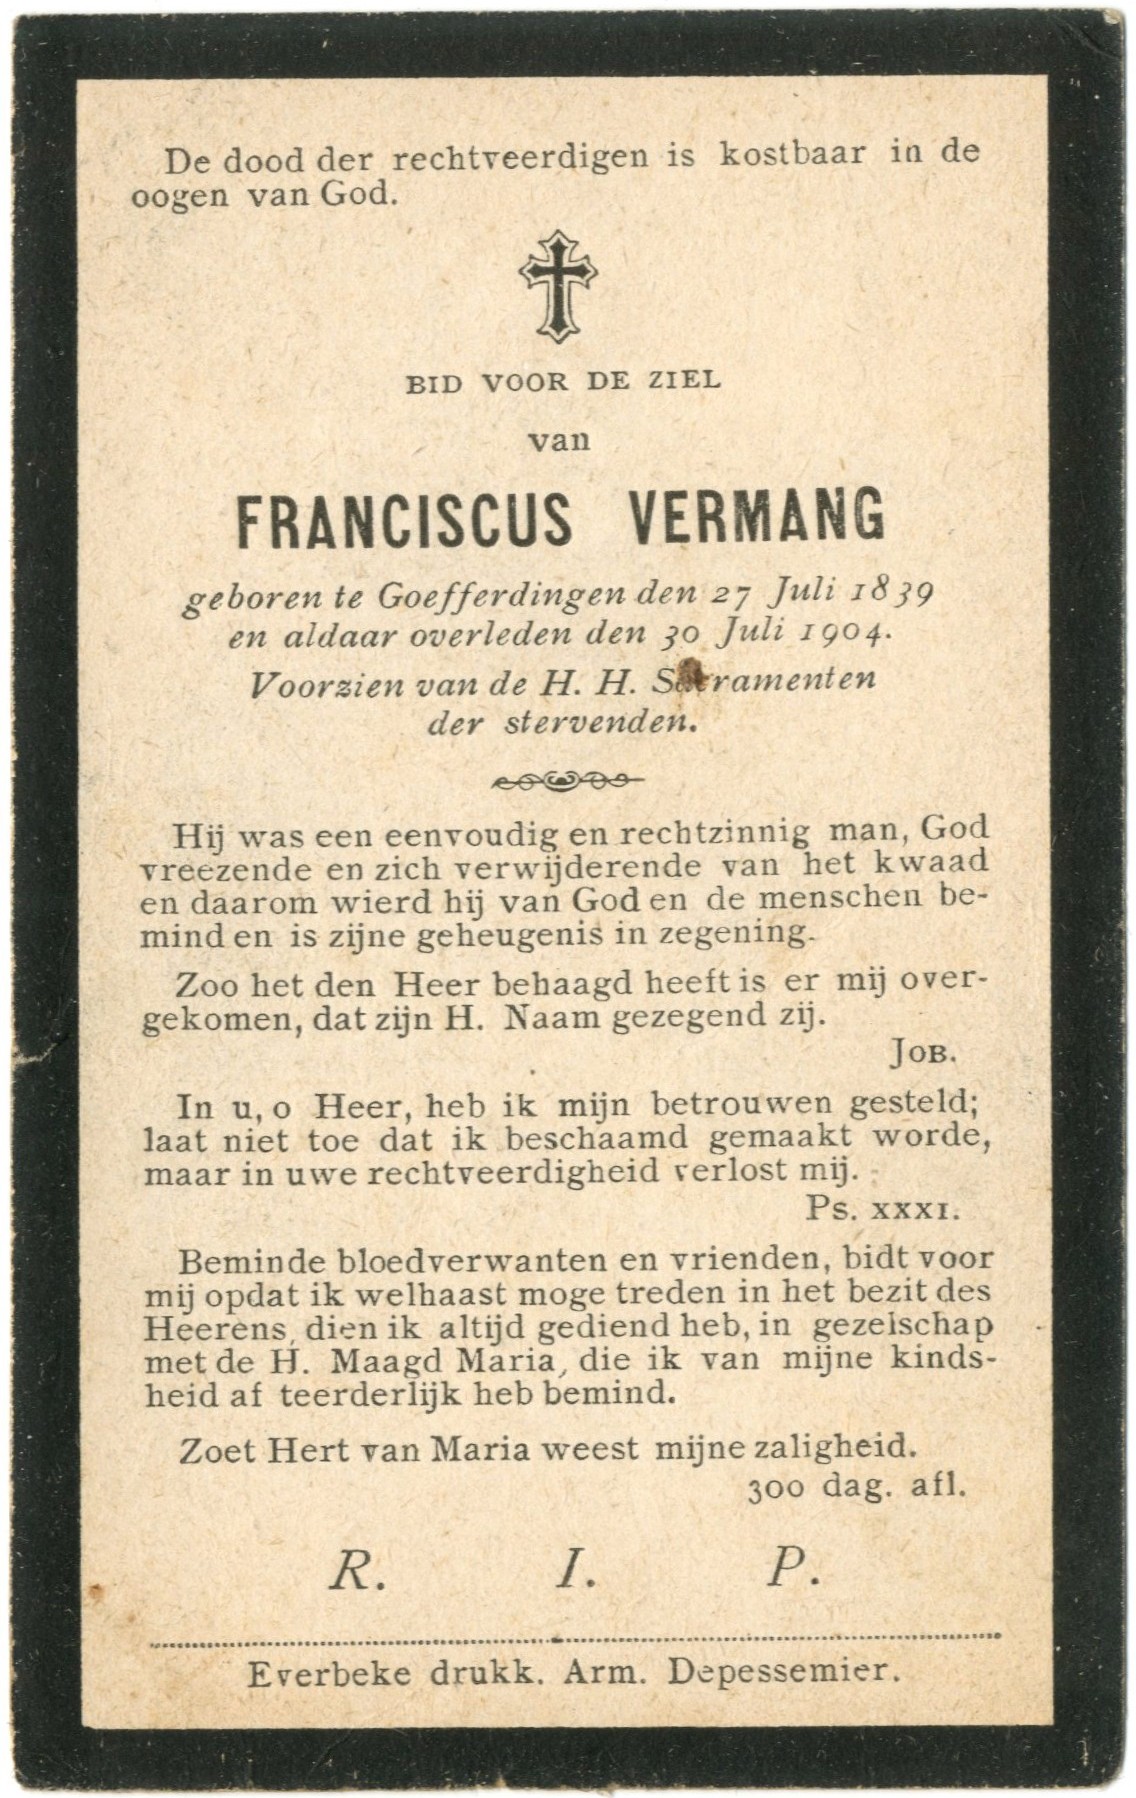 De dood der rechtveerdigen is kostbaar in de
oogen van God.
BID VOOR DE ZIEL
van
FRANCISCUS VERMANG
geboren te Goefferdingen den 27 Juli 1839
en aldaar overleden den 30 Juli 1904.
Voorzien van de H. H. Sacramenten
der stervenden.
Hij was een eenvoudig en rechtzinnig man, God
vreezende en zich verwijderende van het kwaad
en daarom wierd hij van God en de menschen be-
mind en is zijne geheugenis in zegening.
Zoo het den Heer behaagd heeft is er mij over-
gekomen, dat zijn H. Naam gezegend zij.
JOB.
In u, o Heer, heb ik mijn betrouwen gesteld;
laat niet toe dat ik beschaamd gemaakt worde,
maar in uwe rechtveerdigheid verlost mij.
Ps. XXXI.
Beminde bloedverwanten en vrienden, bidt voor
mij opdat ik welhaast moge treden in het bezit des
Heerens, dien ik altijd gediend heb, in gezelschap
met de H. Maagd Maria, die ik van mijne kinds-
heid af teerderlijk heb bemind.
Zoet Hert van Maria weest mijne zaligheid.
300 dag. afl.
R. I. P.
Everbeke drukk. Arm. Depessemier.